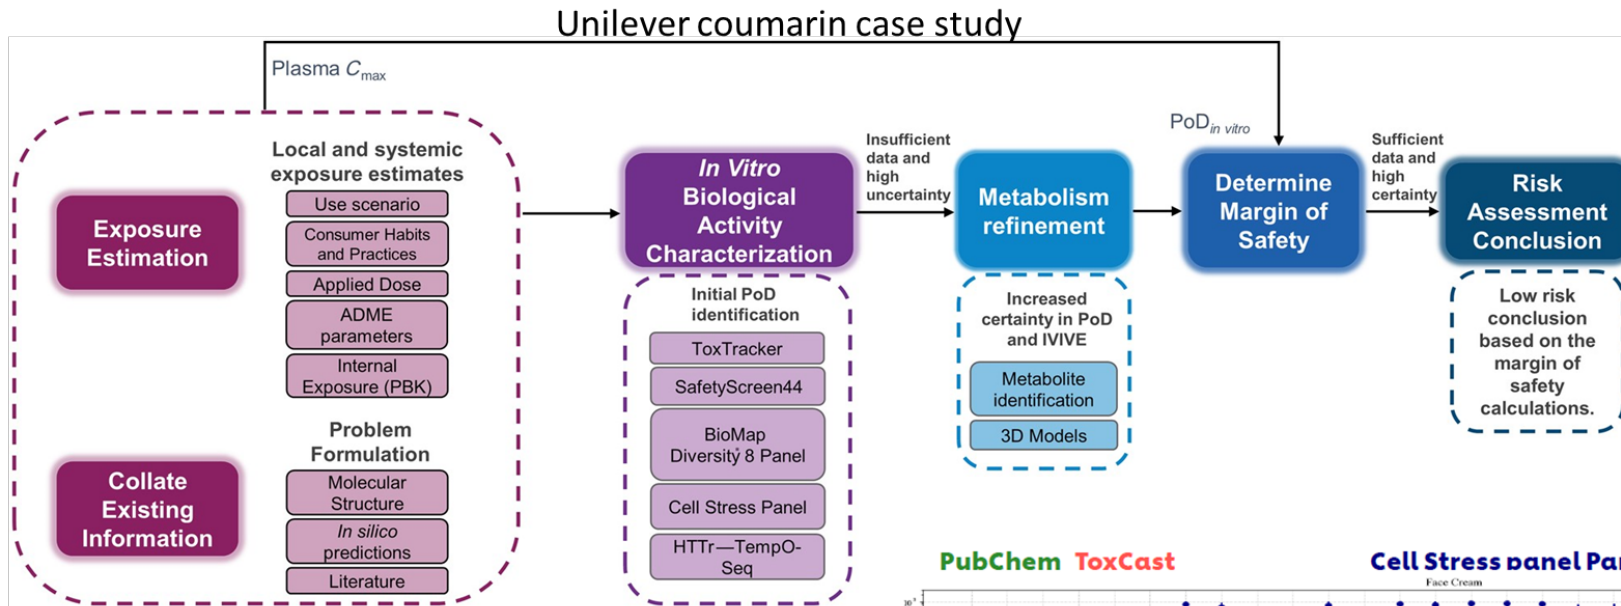 Unilever coumarin case study
Plasma Cmax
Local and systemic
exposure estimates
Exposure
Estimation
Use scenario
Consumer Habits
and Practices
Applied Dose
ADME
parameters
Internal
Exposure (PBK)
Problem
Formulation
Collate
Existing
Information
Molecular
Structure
In silico
predictions
Literature
In Vitro
Biological
Activity
Characterization
Initial PoD
identification
ToxTracker
SafetyScreen44
BioMap
Diversity 8 Panel
Cell Stress Panel
HTTr—TempO-
Seq
Insufficient
data and
high
uncertainty
Metabolism
refinement
Increased
certainty in PoD
and IVIVE
Metabolite
identification
3D Models
PoDin vitro
Determine
Margin of
Safety
Sufficient
data and
high
certainty
Risk
Assessment
Conclusion
Low risk
conclusion
based on the
margin of
safety
calculations.
PubChem ToxCast
Cell Stress panel
Face Cream